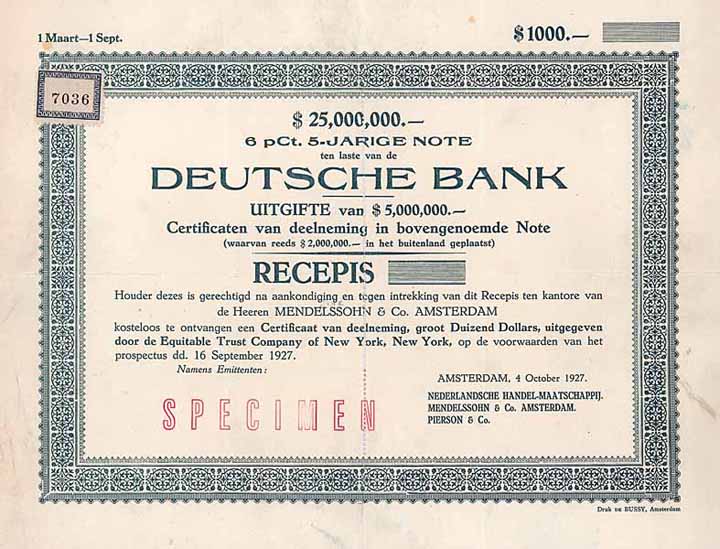 1 Maart—1 Sept.
$ 1000.—
7036
$ 25,000,000.—
6 pCt. 5-JARIGE NOTE
ten laste van de
DEUTSCHE BANK
UITGIFTE van $ 5,000,000.—
Certificaten van deelneming in bovengenoemde Note
(waarvan reeds $ 2,000,000.— in het buitenland geplaatst)
RECEPIS
Houder dezes is gerechtigd na aankondiging en tegen intrekking van dit Recepis ten kantore van
de Heeren MENDELSSOHN & Co. AMSTERDAM
kosteloos te ontvangen een Certificaat van deelneming, groot Duizend Dollars, uitgegeven
door de Equitable Trust Company of New York, New York, op de voorwaarden van het
prospectus dd. 16 September 1927.
Namens Emittenten:
AMSTERDAM, 4 October 1927.
NEDERLANDSCHE HANDEL-MAATSCHAPPIJ.
MENDELSSOHN & Co. AMSTERDAM.
PIERSON & Co.
SPECIMEN
Druk DE BUSSY, Amsterdam